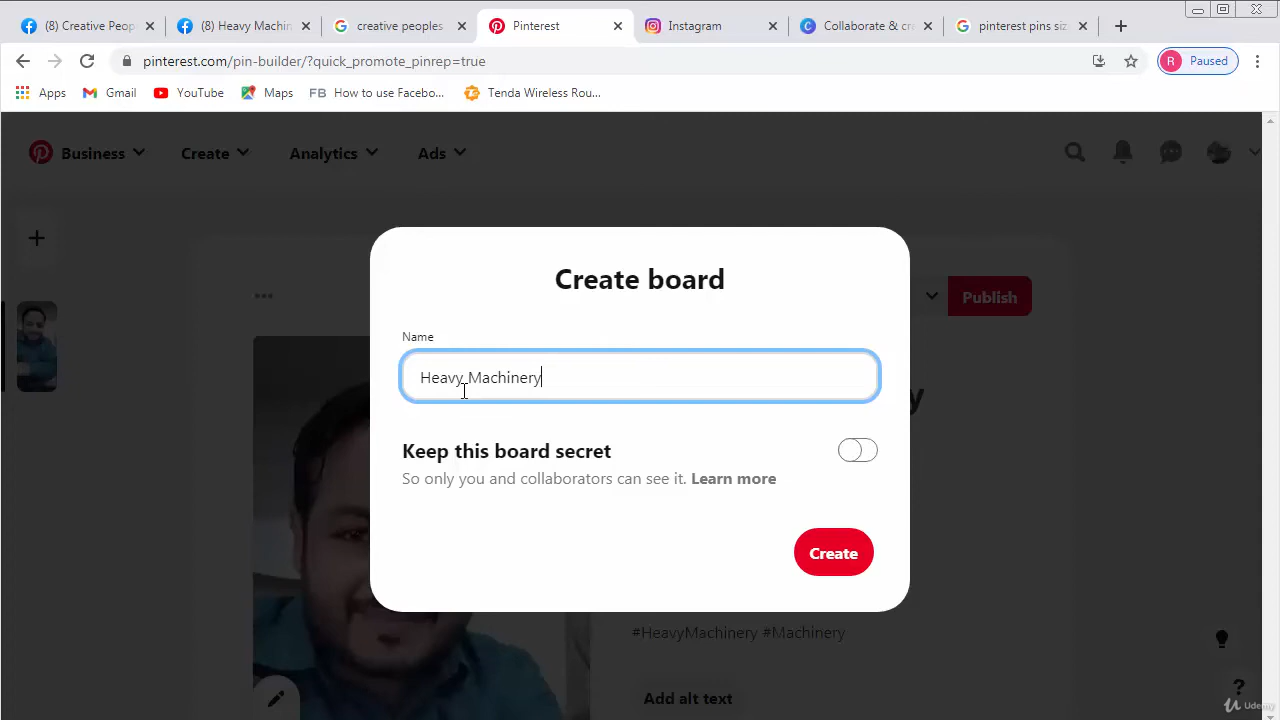 (8) Creative Peop
(8) Heavy Machin
creative peoples
Pinterest
Instagram
Collaborate & cr
pinterest pins siz
pinterest.com/pin-builder/?quick_promote_pinrep=true
R
Paused
Apps
Gmail
YouTube
Maps
FB
How to use Facebo...
Tenda Wireless Rou...
Business
Create
Analytics
Ads
Publish
Create board
Name
Heavy Machinery
y
Keep this board secret
So only you and collaborators can see it. Learn more
Create
#HeavyMachinery #Machinery
Add alt text
?
Udemy